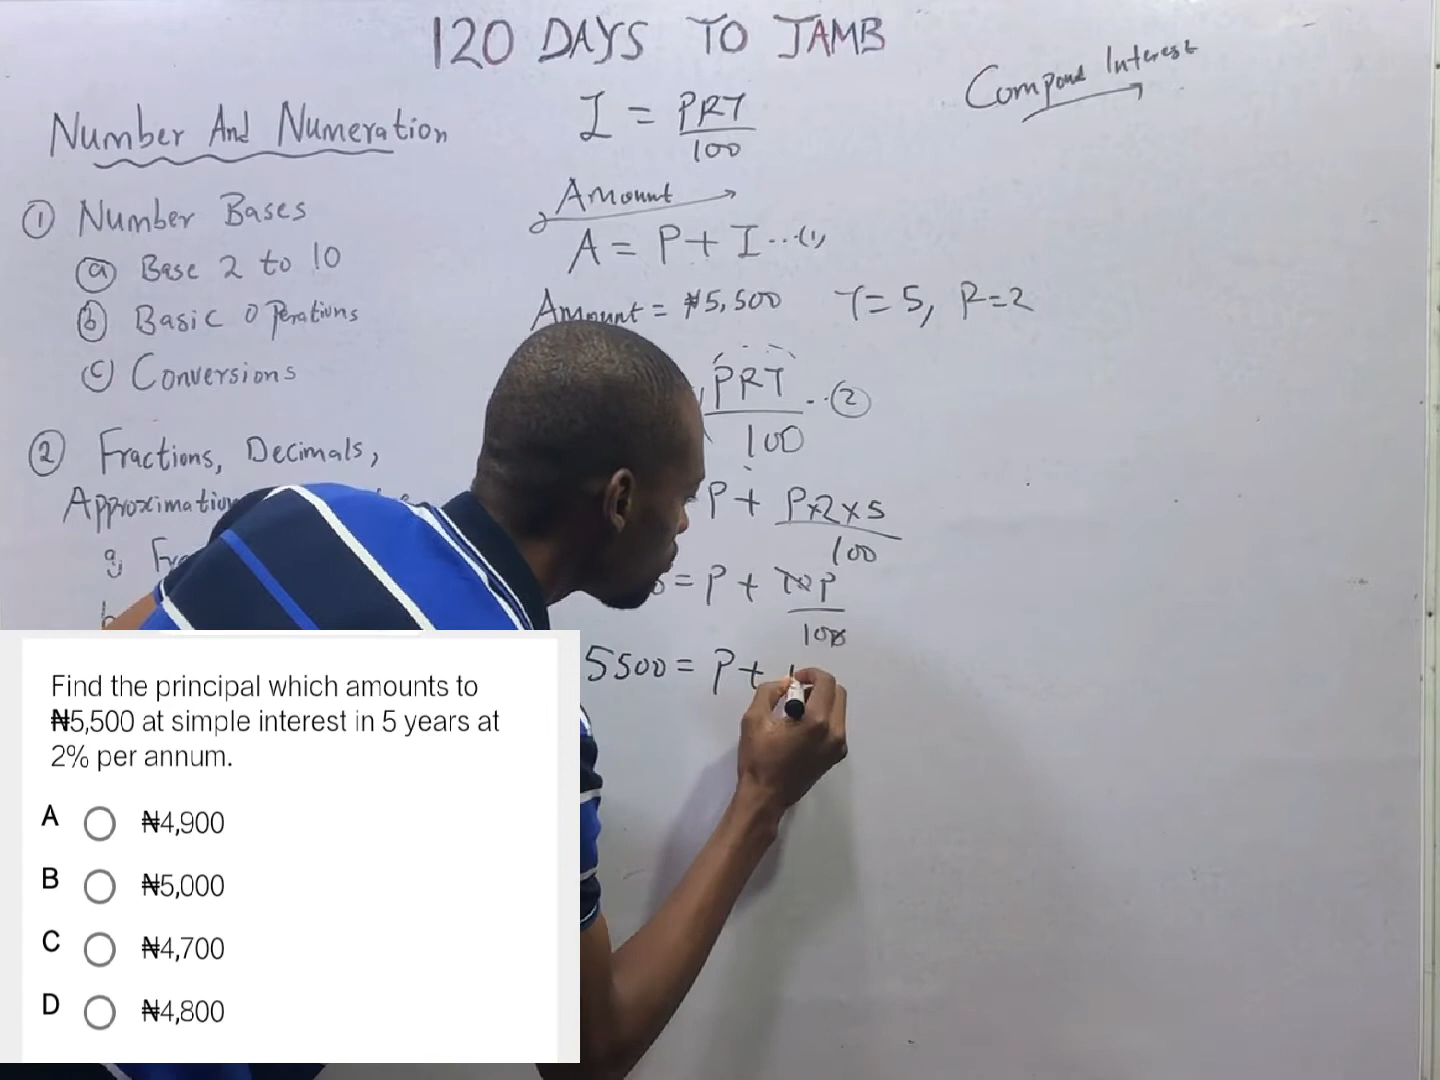 120 DAYS TO JAMB
Compound Interest
Number And Numeration
① Number Bases
ⓐ Base 2 to 10
ⓑ Basic Operations
ⓒ Conversions
② Fractions, Decimals,
Approximation
I = PRT
100
Amount
A = P + I ...(1)
Amount = ₦5,500 T = 5, R = 2
PRT ...②
100
P + P×2×5
100
= P + 10P
100
5500 = P +
Find the principal which amounts to
₦5,500 at simple interest in 5 years at
2% per annum.
A ₦4,900
B ₦5,000
C ₦4,700
D ₦4,800